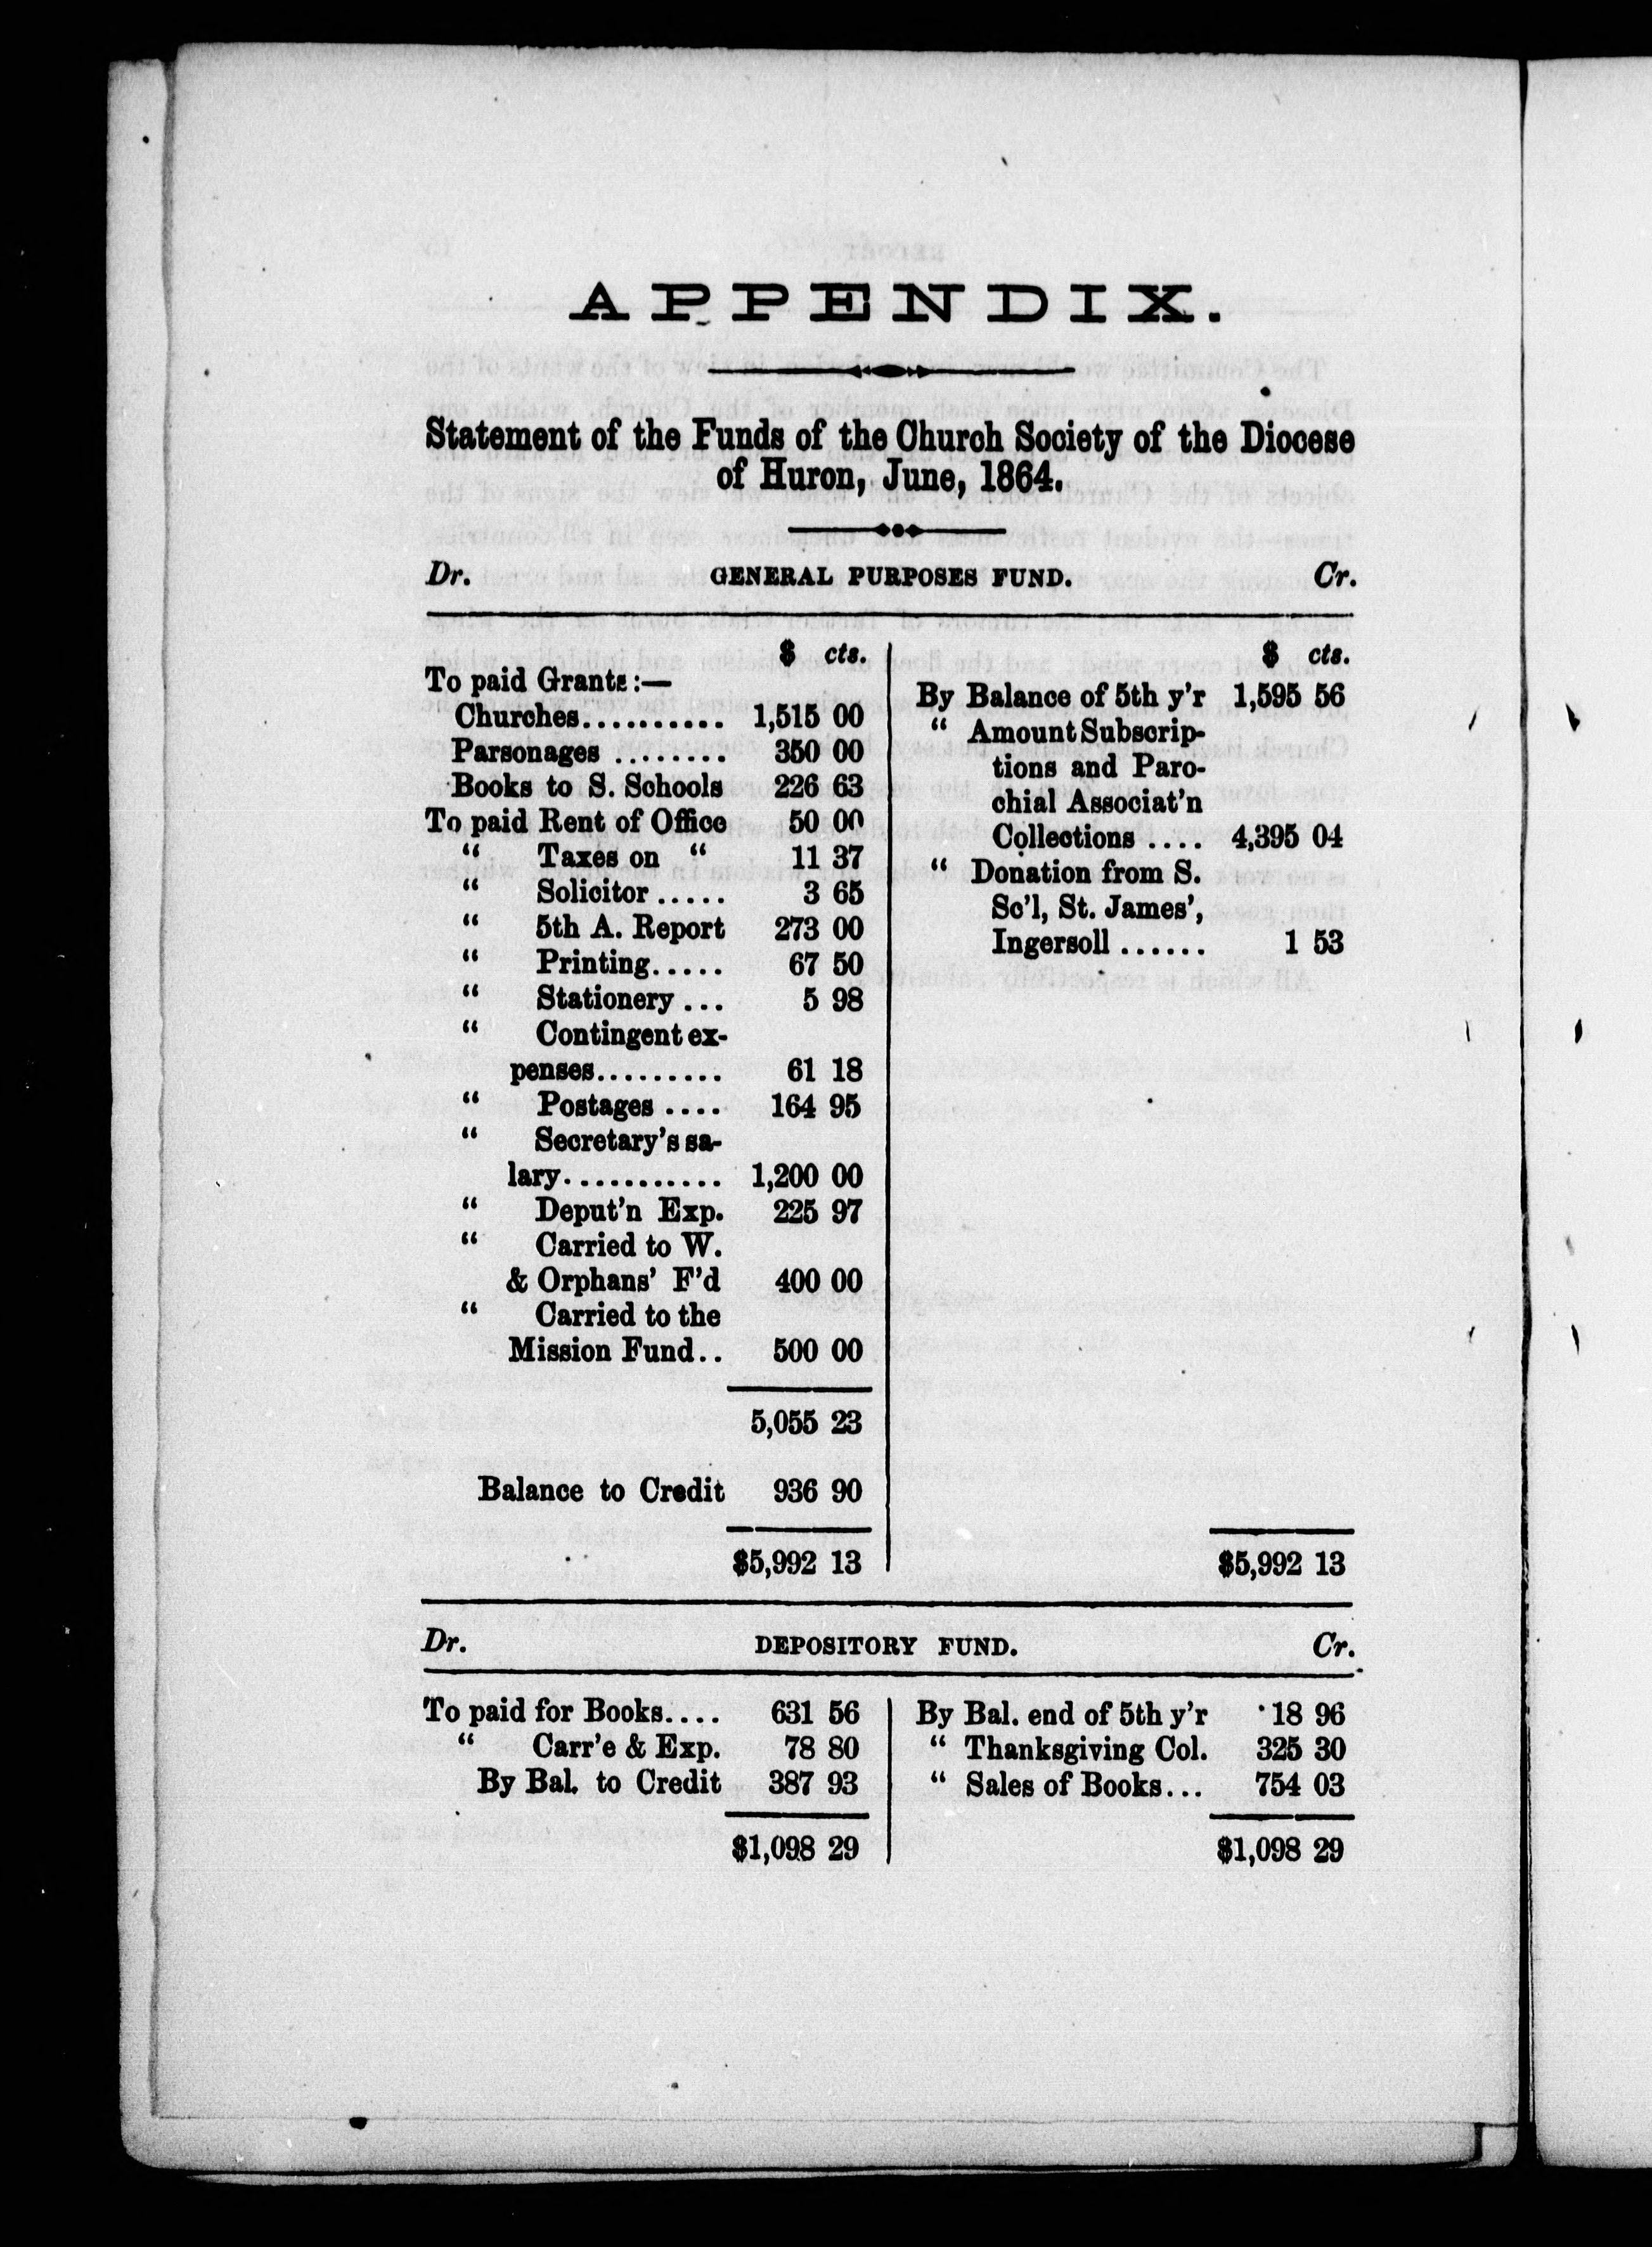 APPENDIX.
Statement of the Funds of the Church Society of the Diocese
of Huron, June, 1864.
Dr. GENERAL PURPOSES FUND. Cr.
$ cts.
To paid Grants:—
Churches.......... 1,515 00
Parsonages ........ 350 00
Books to S. Schools 226 63
To paid Rent of Office 50 00
“ Taxes on “ 11 37
“ Solicitor ..... 3 65
“ 5th A. Report 273 00
“ Printing..... 67 50
“ Stationery ... 5 98
“ Contingent ex-
penses......... 61 18
“ Postages .... 164 95
“ Secretary's sa-
lary........... 1,200 00
“ Deput'n Exp. 225 97
“ Carried to W.
& Orphans' F'd 400 00
“ Carried to the
Mission Fund.. 500 00
5,055 23
Balance to Credit 936 90
$5,992 13
$ cts.
By Balance of 5th y'r 1,595 56
“ Amount Subscrip-
tions and Paro-
chial Associat'n
Collections .... 4,395 04
“ Donation from S.
Sc'l, St. James',
Ingersoll ...... 1 53
$5,992 13
Dr. DEPOSITORY FUND. Cr.
To paid for Books.... 631 56
“ Carr'e & Exp. 78 80
By Bal. to Credit 387 93
$1,098 29
By Bal. end of 5th y'r 18 96
“ Thanksgiving Col. 325 30
“ Sales of Books... 754 03
$1,098 29